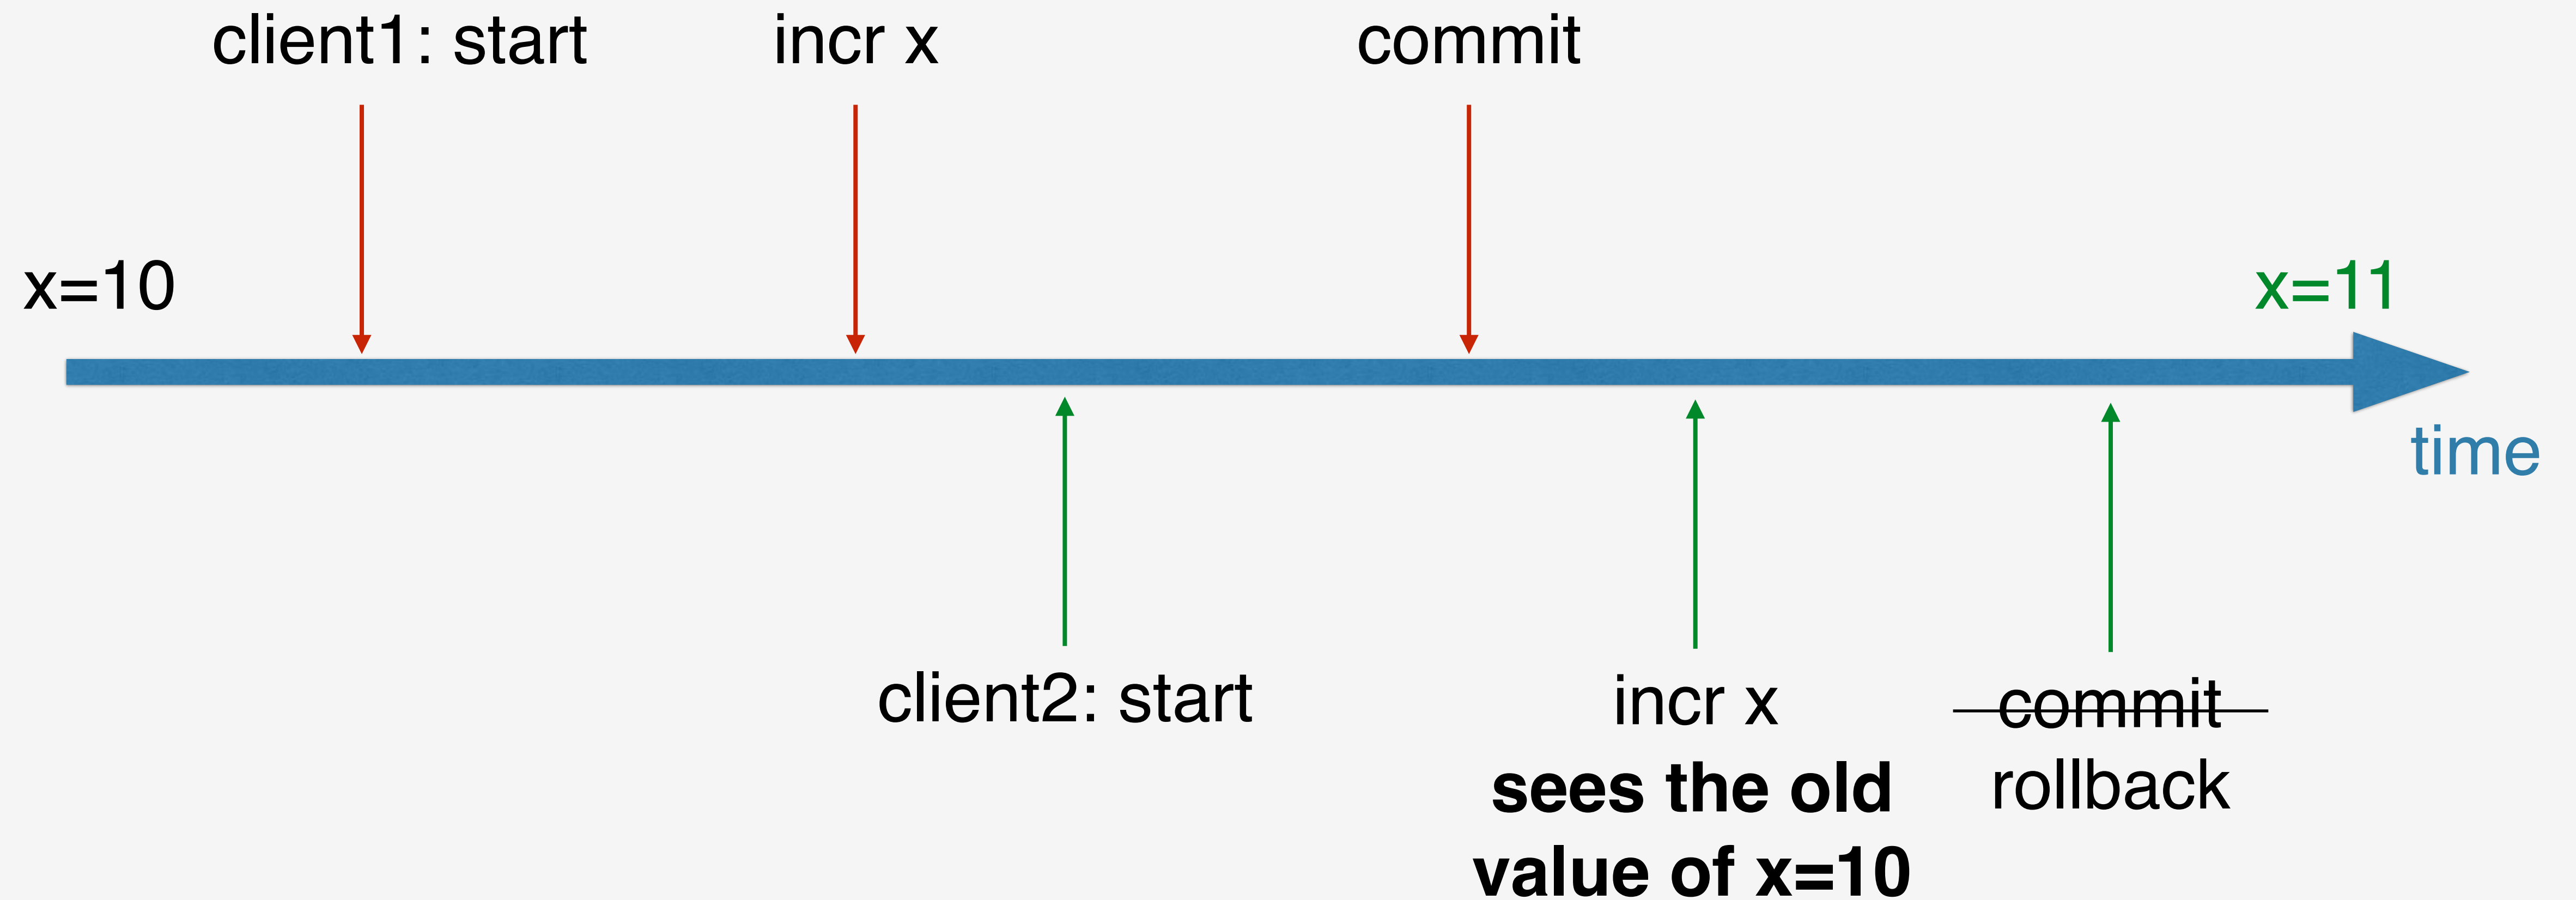 client1: start
incr x
commit
x=10
x=11
time
client2: start
incr x
sees the old
value of x=10
commit
rollback